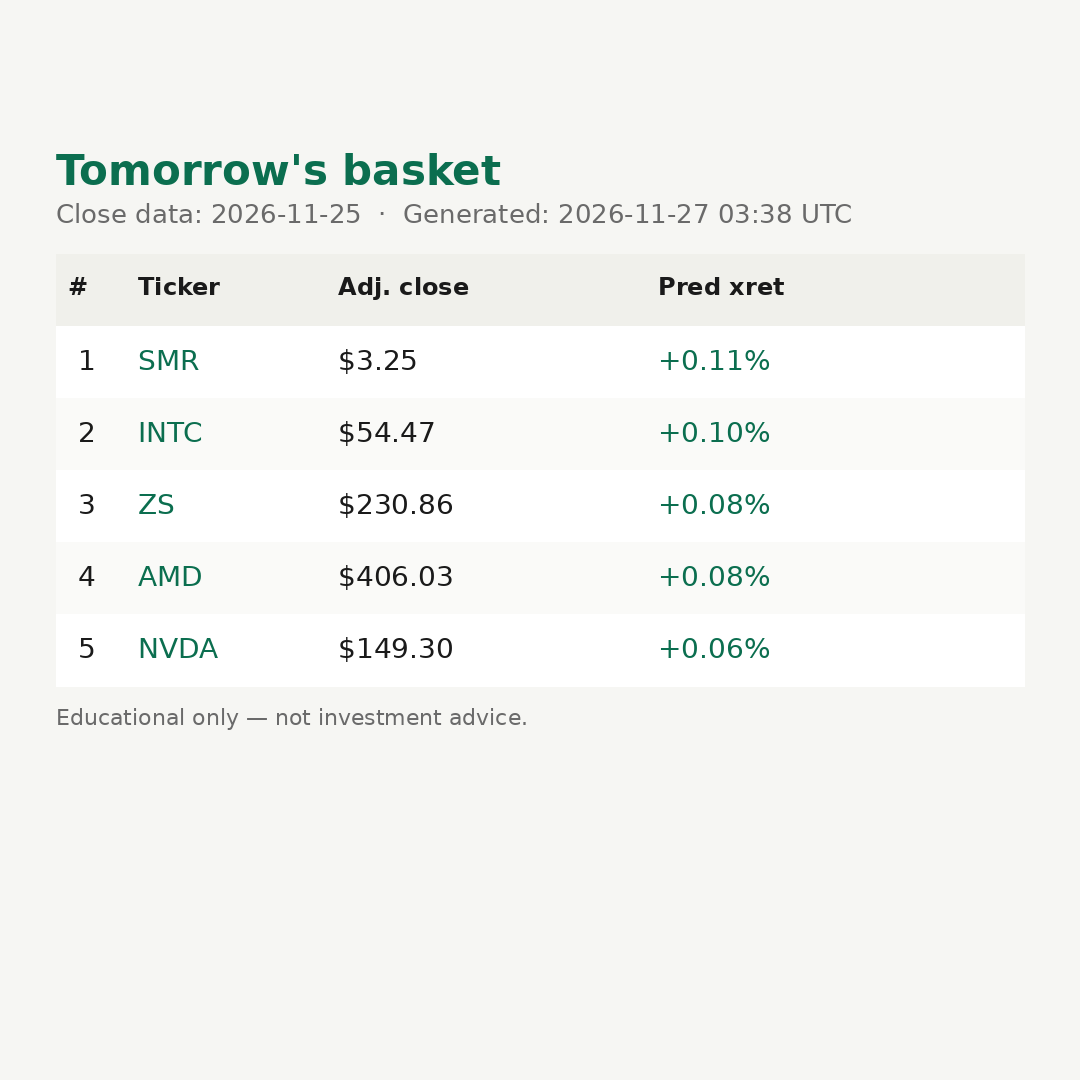 Tomorrow's basket
Close data: 2026-11-25 · Generated: 2026-11-27 03:38 UTC
# Ticker Adj. close Pred xret
1 SMR $3.25 +0.11%
2 INTC $54.47 +0.10%
3 ZS $230.86 +0.08%
4 AMD $406.03 +0.08%
5 NVDA $149.30 +0.06%
Educational only — not investment advice.